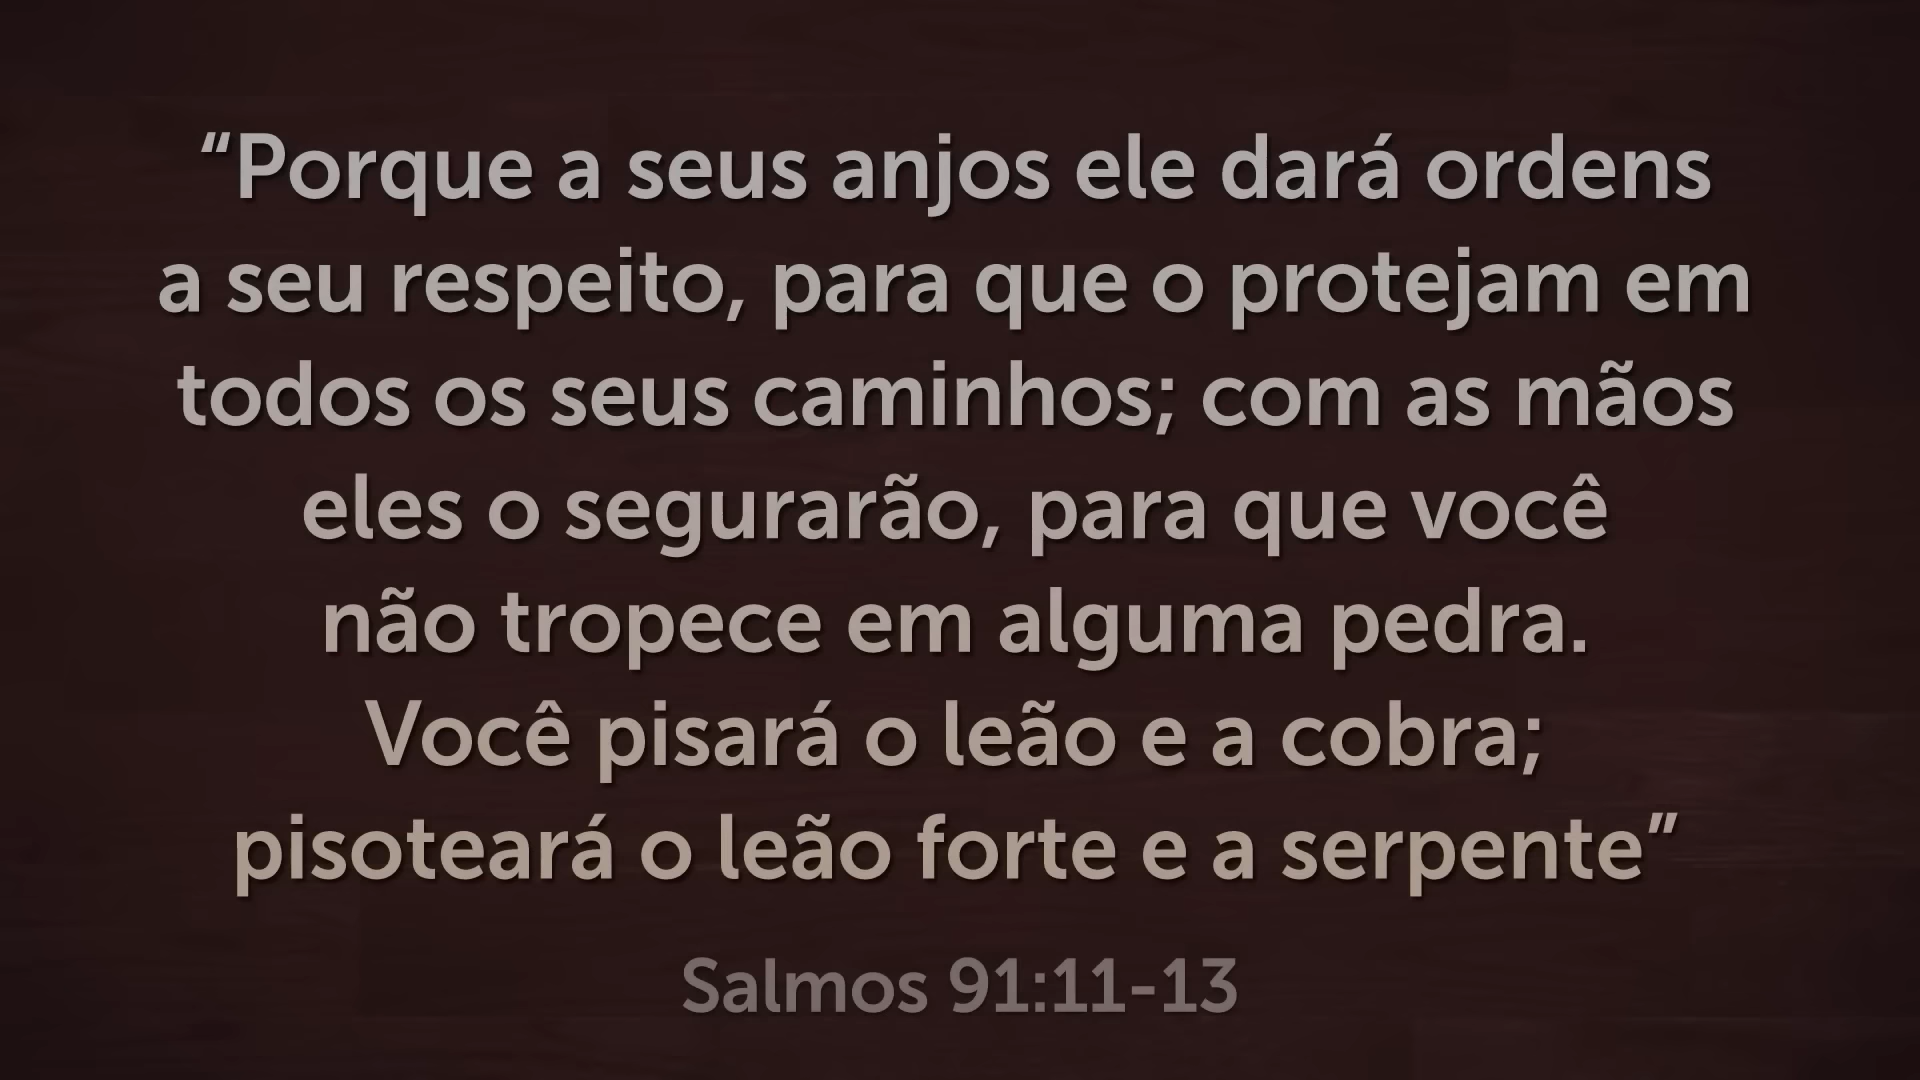 “Porque a seus anjos ele dará ordens
a seu respeito, para que o protejam em
todos os seus caminhos; com as mãos
eles o segurarão, para que você
não tropece em alguma pedra.
Você pisará o leão e a cobra;
pisoteará o leão forte e a serpente”
Salmos 91:11-13